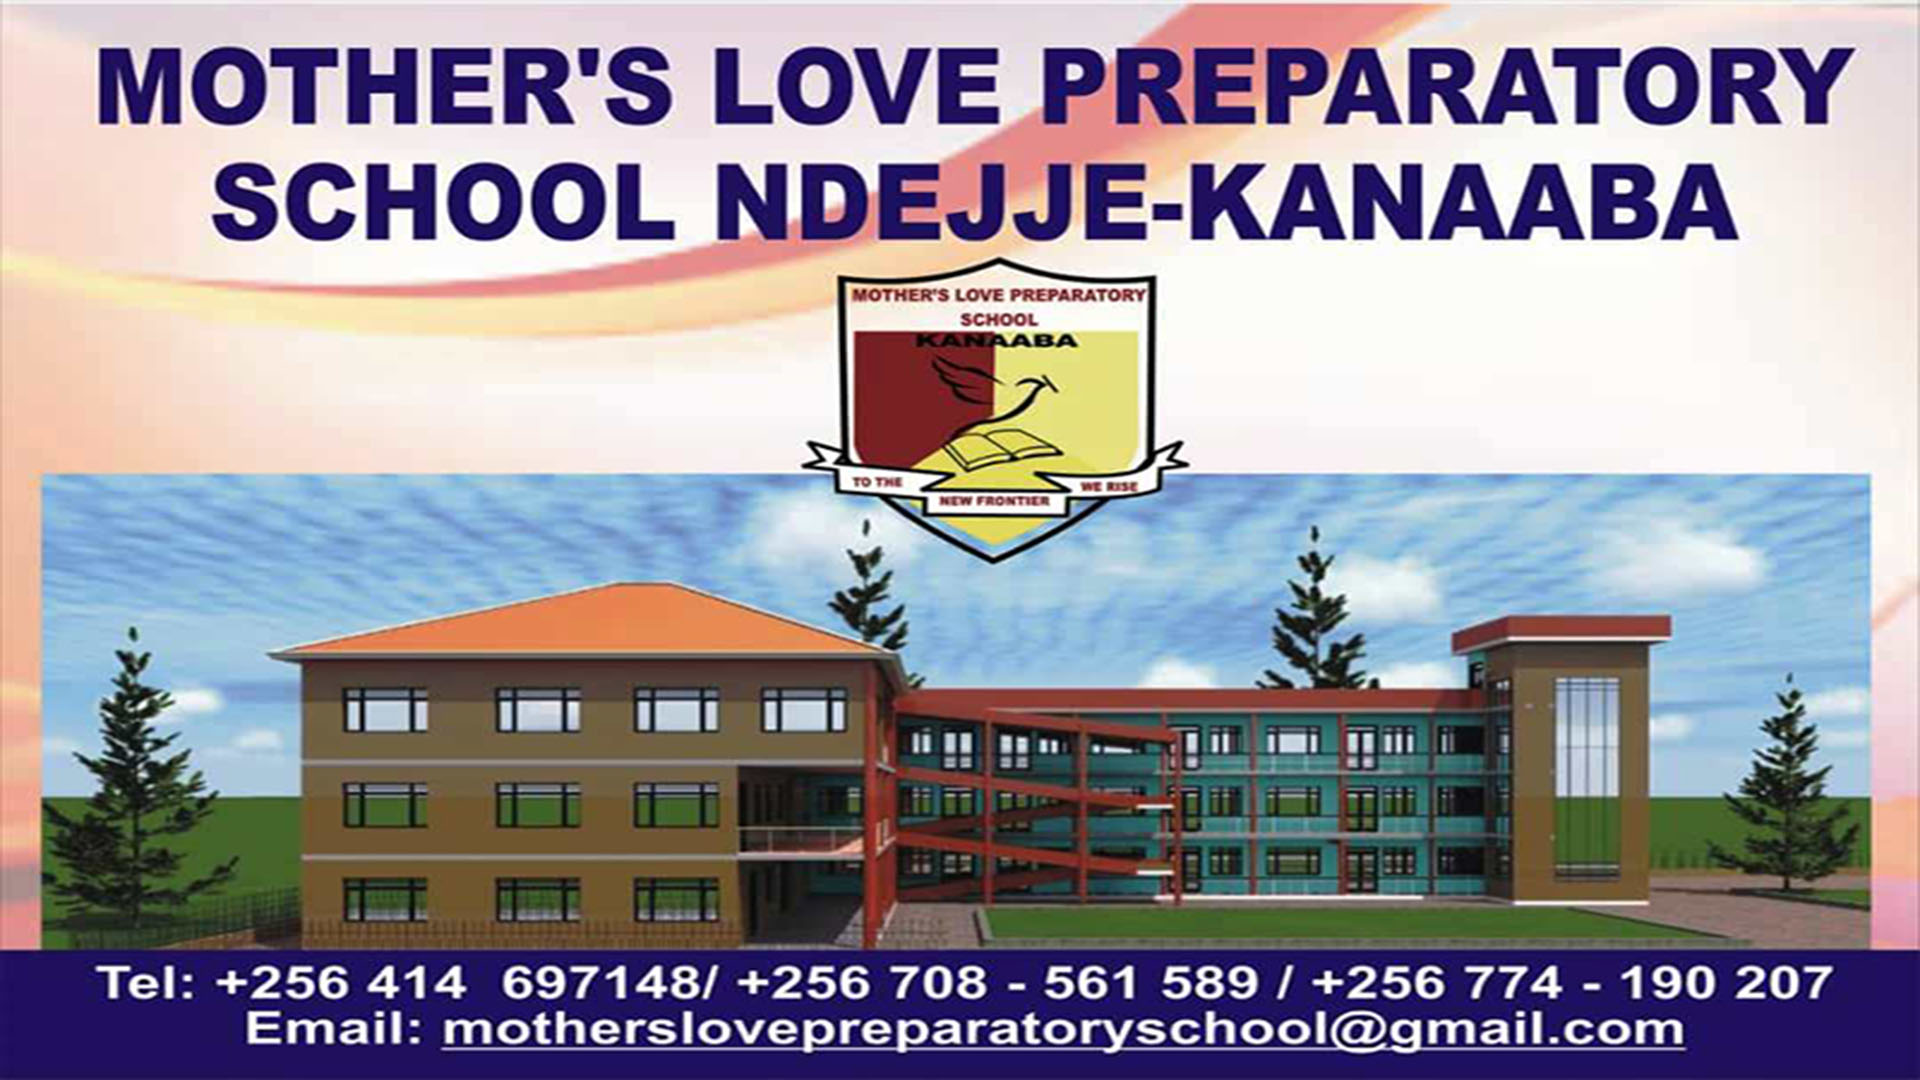 MOTHER'S LOVE PREPARATORY
SCHOOL NDEJJE-KANAABA
MOTHER'S LOVE PREPARATORY
SCHOOL
KANAABA
TO THE
NEW FRONTIER
WE RISE
Tel: +256 414 697148/ +256 708 - 561 589 / +256 774 - 190 207
Email: motherslovepreparatoryschool@gmail.com